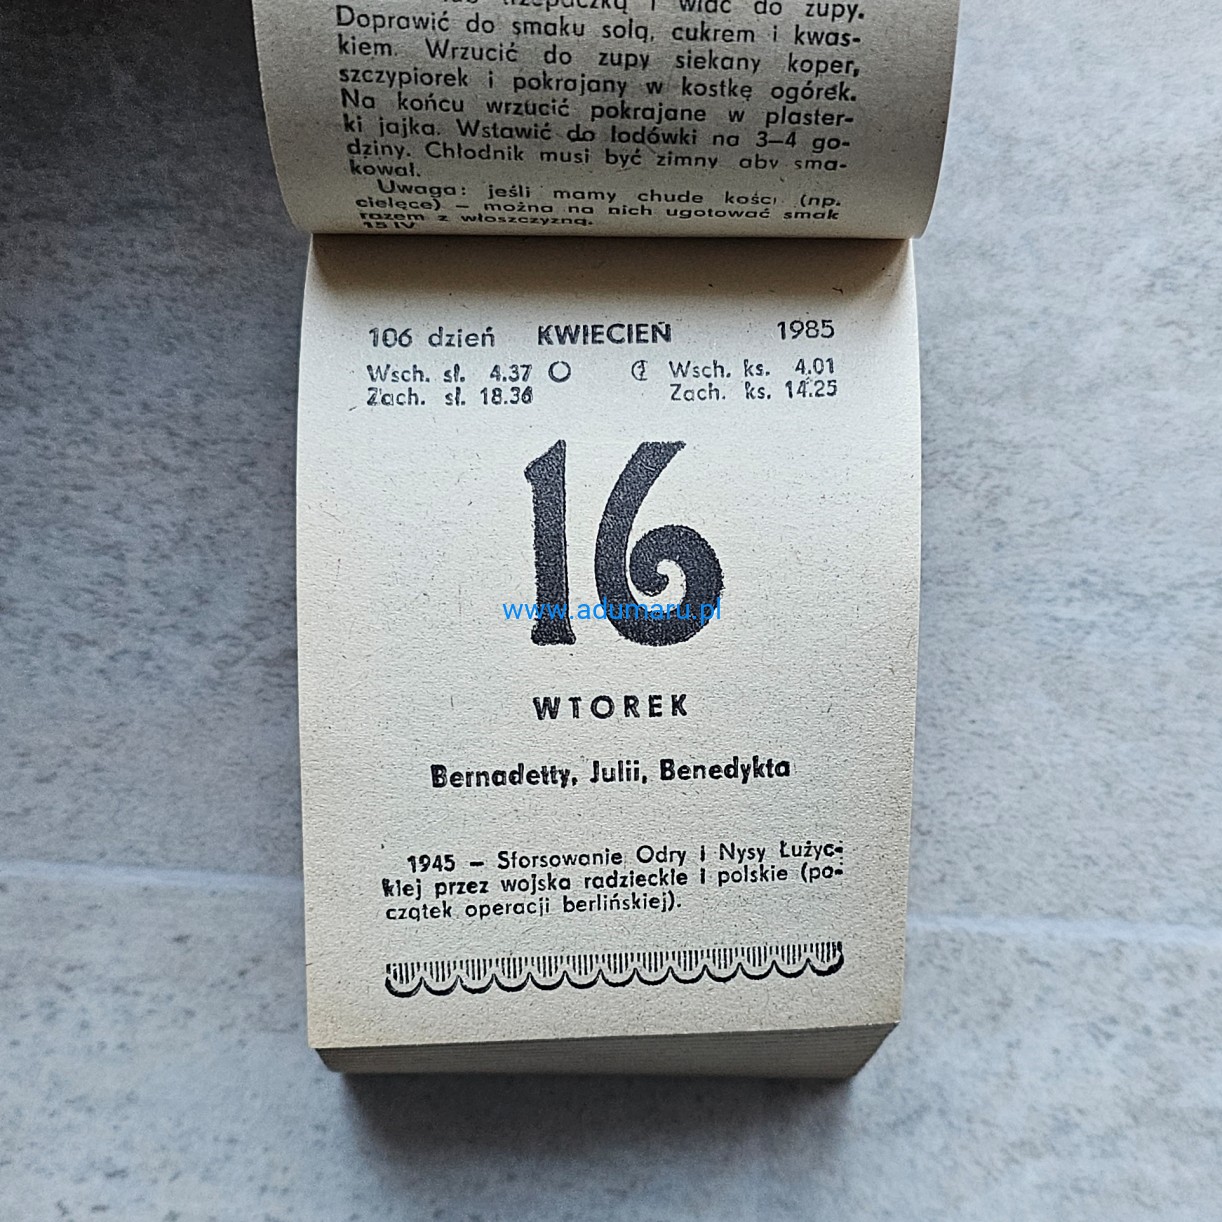 trzepaczką i wlać do zupy.
Doprawić do smaku solą, cukrem i kwas-
kiem. Wrzucić do zupy siekany koper,
szczypiorek i pokrajany w kostkę ogórek.
Na końcu wrzucić pokrajane w plaster-
ki jajka. Wstawić do lodówki na 3–4 go-
dziny. Chłodnik musi być zimny aby sma-
kował.
Uwaga: jeśli mamy chude kości (np.
cielęce) – można na nich ugotować smak
razem z włoszczyzną.
15 IV
106 dzień KWIECIEŃ 1985
Wsch. sł. 4.37 Wsch. ks. 4.01
Zach. sł. 18.36 Zach. ks. 14.25
16
www.adumaru.pl
WTOREK
Bernadetty, Julii, Benedykta
1945 – Sforsowanie Odry i Nysy Łużyc-
kiej przez wojska radzieckie i polskie (po-
czątek operacji berlińskiej).